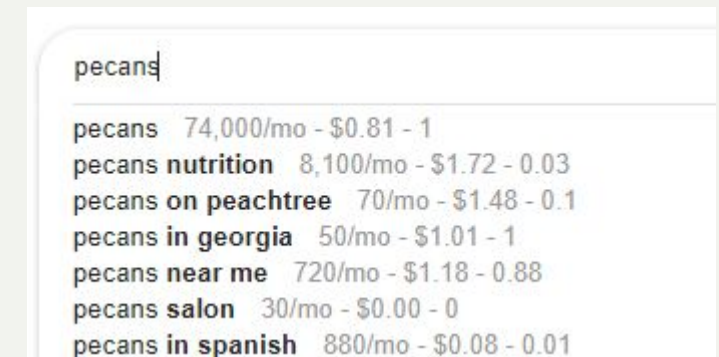 pecans
pecans 74,000/mo - $0.81 - 1
pecans nutrition 8,100/mo - $1.72 - 0.03
pecans on peachtree 70/mo - $1.48 - 0.1
pecans in georgia 50/mo - $1.01 - 1
pecans near me 720/mo - $1.18 - 0.88
pecans salon 30/mo - $0.00 - 0
pecans in spanish 880/mo - $0.08 - 0.01